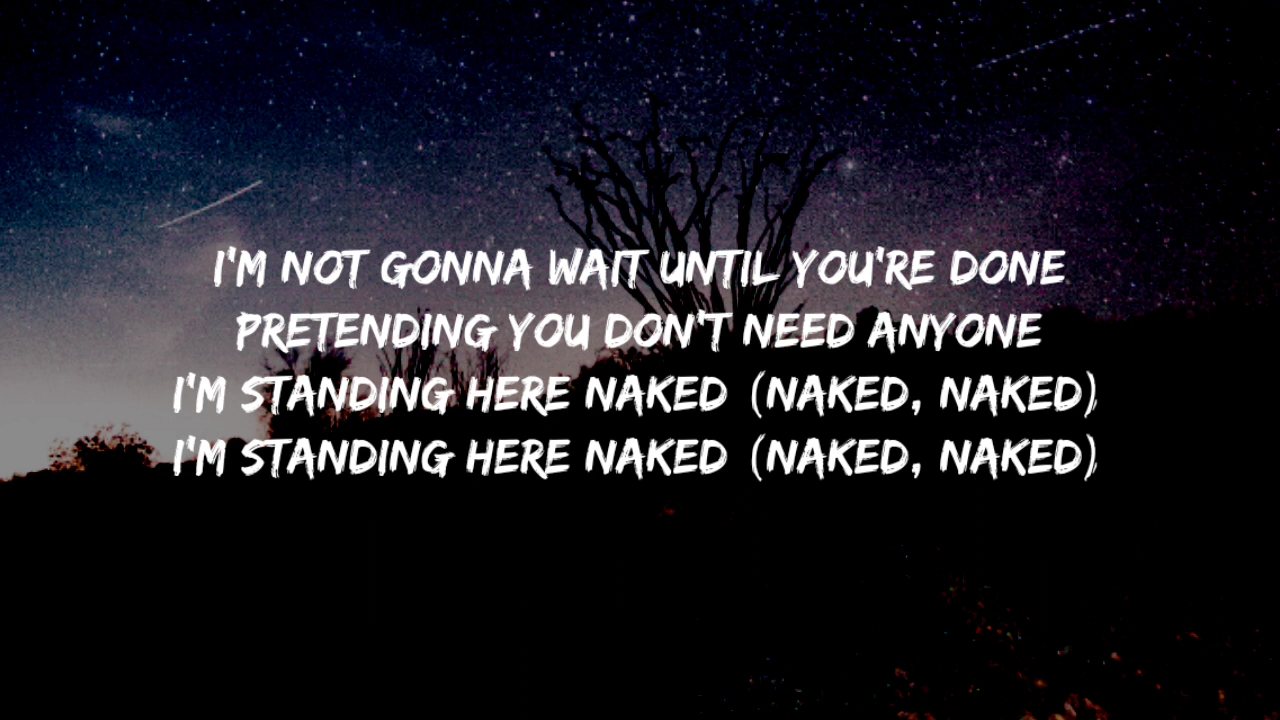 I'M NOT GONNA WAIT UNTIL YOU'RE DONE
PRETENDING YOU DON'T NEED ANYONE
I'M STANDING HERE NAKED (NAKED, NAKED)
I'M STANDING HERE NAKED (NAKED, NAKED)